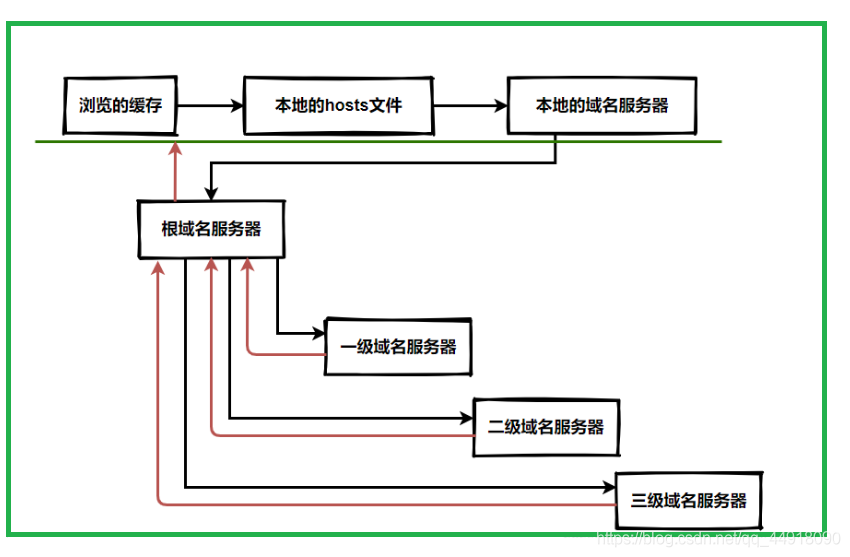 浏览的缓存
本地的hosts文件
本地的域名服务器
根域名服务器
一级域名服务器
二级域名服务器
三级域名服务器
https://blog.csdn.net/qq_44918090